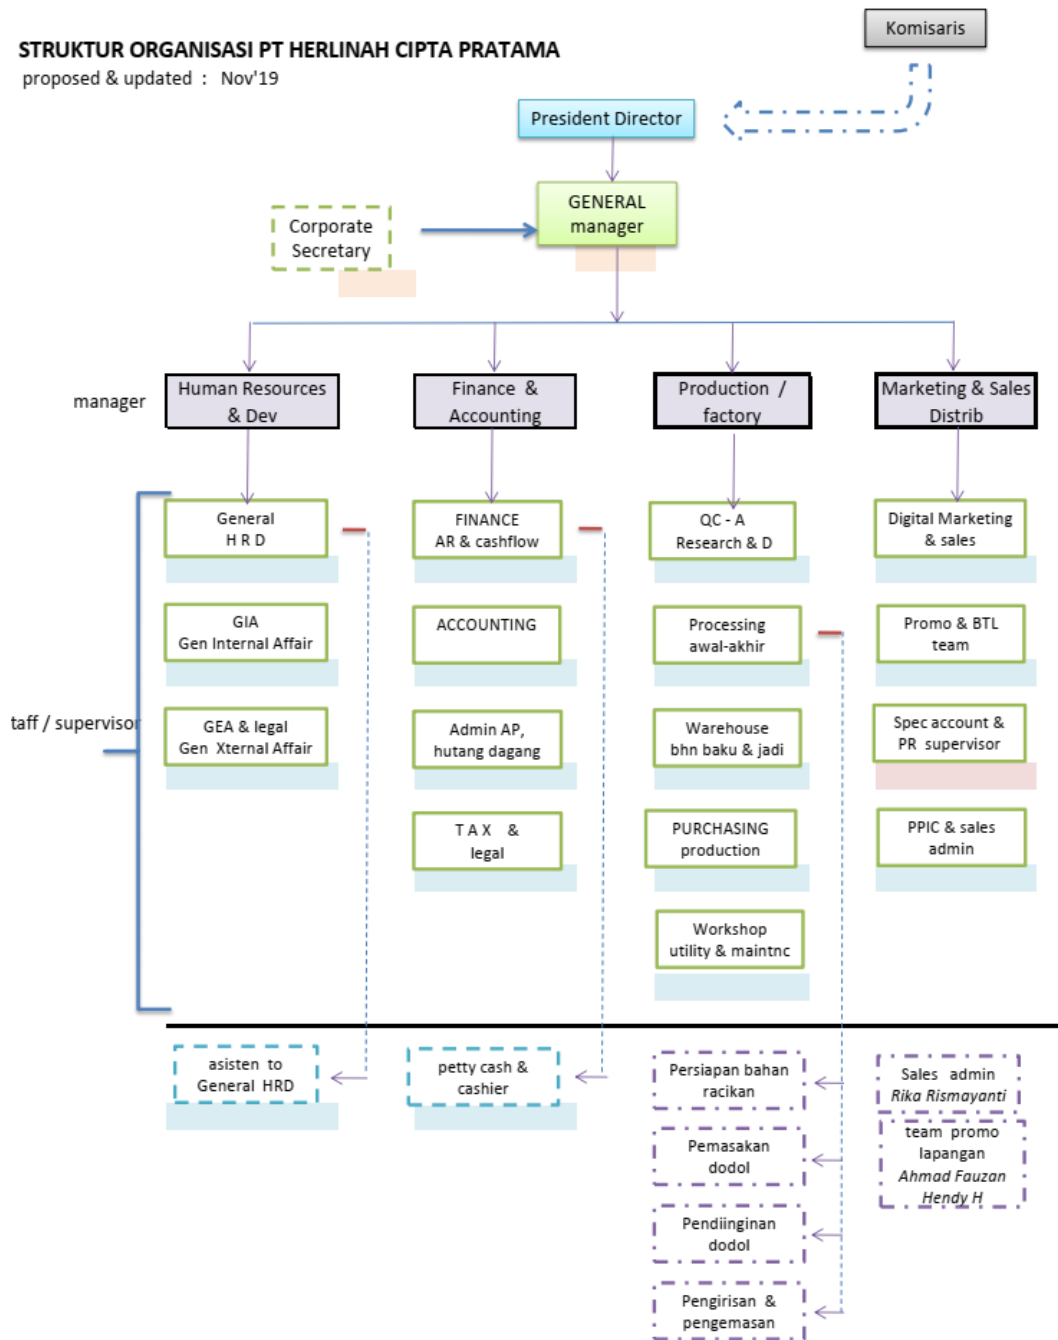 Komisaris
STRUKTUR ORGANISASI PT HERLINAH CIPTA PRATAMA
proposed & updated : Nov'19
President Director
GENERAL
manager
Corporate
Secretary
manager
Human Resources
& Dev
Finance &
Accounting
Production /
factory
Marketing & Sales
Distrib
taff / supervisor
General
H R D
FINANCE
AR & cashflow
QC - A
Research & D
Digital Marketing
& sales
GIA
Gen Internal Affair
ACCOUNTING
Processing
awal-akhir
Promo & BTL
team
GEA & legal
Gen Xternal Affair
Admin AP,
hutang dagang
Warehouse
bhn baku & jadi
Spec account &
PR supervisor
T A X &
legal
PURCHASING
production
PPIC & sales
admin
Workshop
utility & maintnc
asisten to
General HRD
petty cash &
cashier
Persiapan bahan
racikan
Sales admin
Rika Rismayanti
Pemasakan
dodol
team promo
lapangan
Ahmad Fauzan
Hendy H
Pendiinginan
dodol
Pengirisan &
pengemasan